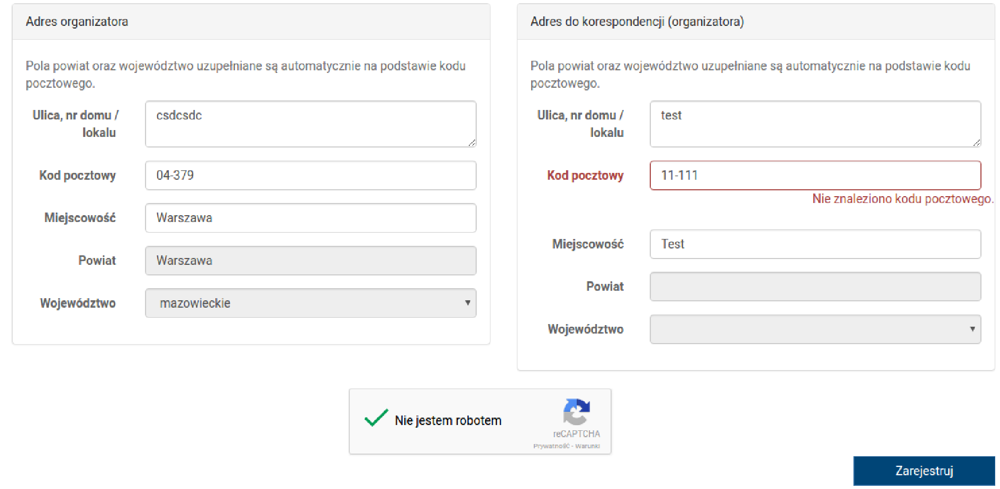 Adres organizatora
Pola powiat oraz województwo uzupełniane są automatycznie na podstawie kodu
pocztowego.
Ulica, nr domu /
lokalu
csdcsdc
Kod pocztowy
04-379
Miejscowość
Warszawa
Powiat
Warszawa
Województwo
mazowieckie
Adres do korespondencji (organizatora)
Pola powiat oraz województwo uzupełniane są automatycznie na podstawie kodu
pocztowego.
Ulica, nr domu /
lokalu
test
Kod pocztowy
11-111
Nie znaleziono kodu pocztowego.
Miejscowość
Test
Powiat
Województwo
Nie jestem robotem
reCAPTCHA
Prywatność - Warunki
Zarejestruj